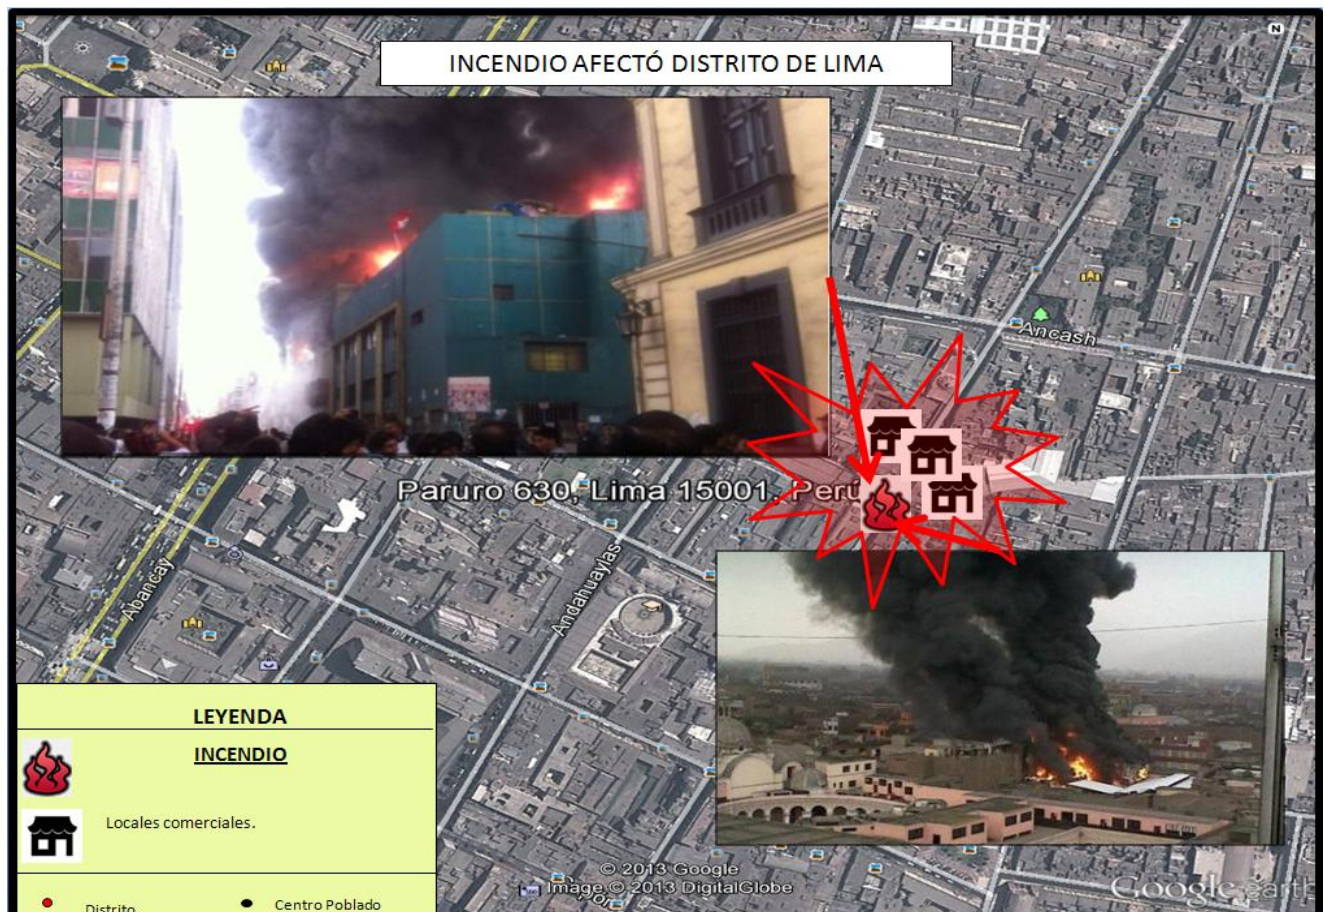 INCENDIO AFECTÓ DISTRITO DE LIMA
N
Ancash
Paruro 630, Lima 15001, Perú
Abancay
Andahuaylas
LEYENDA
INCENDIO
Locales comerciales.
Distrito
Centro Poblado
© 2013 Google
Image © 2013 DigitalGlobe
Google earth